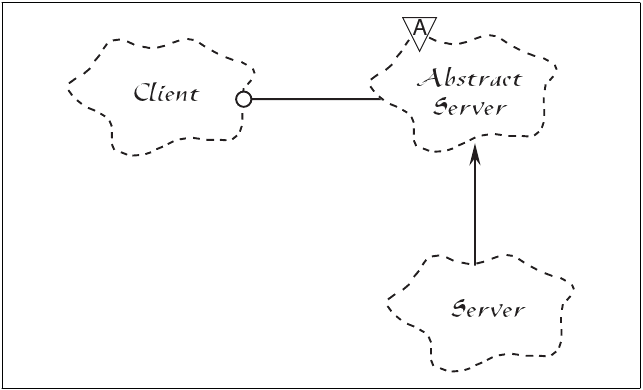 A
Client
Abstract
Server
Server